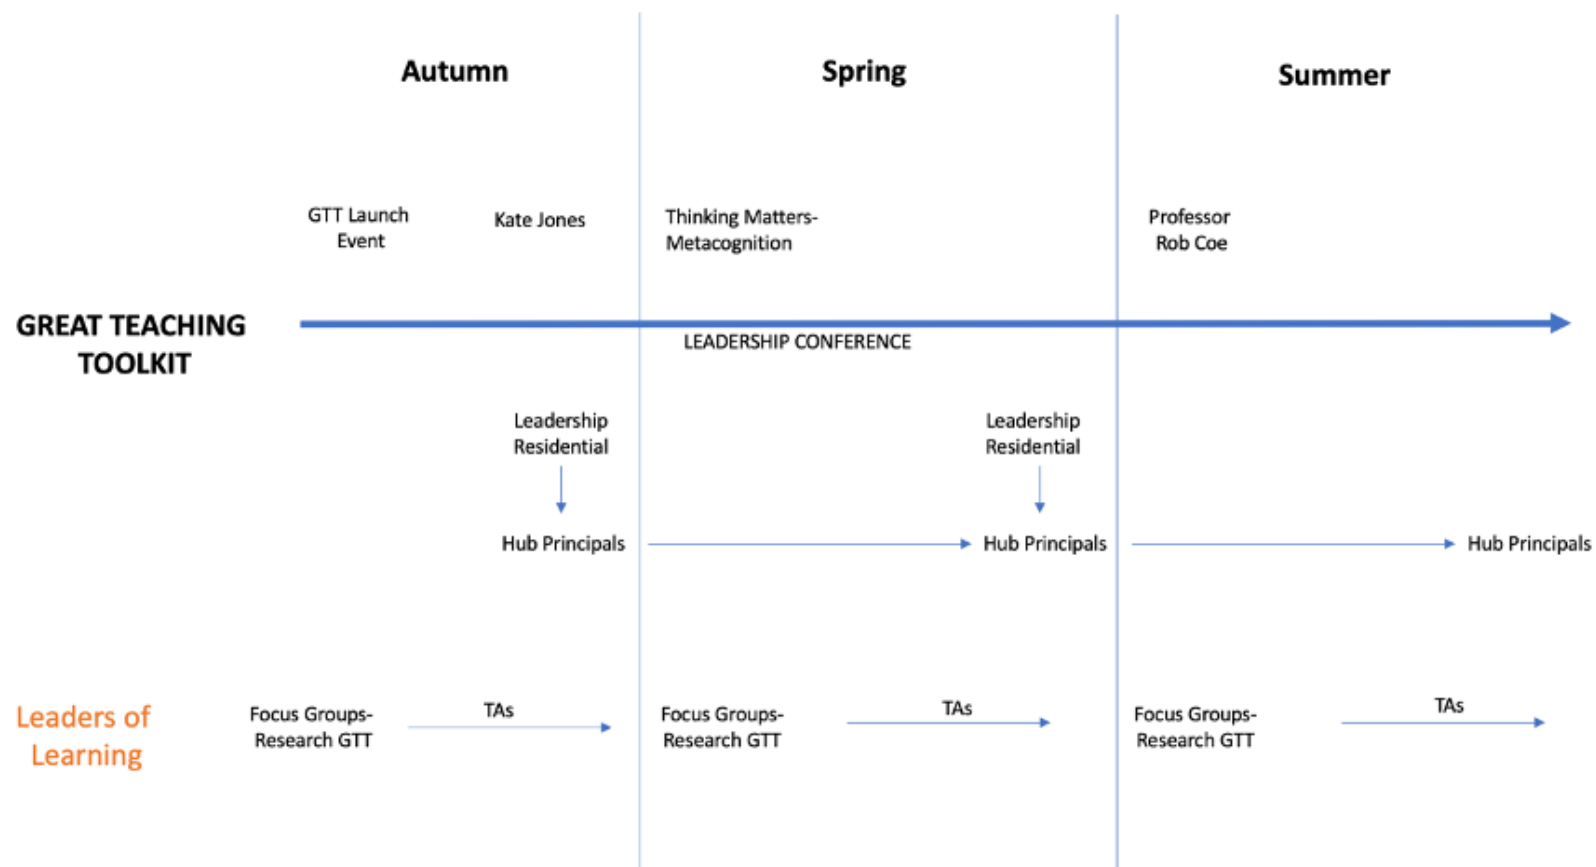 Autumn
Spring
Summer
GTT Launch
Event
Kate Jones
Thinking Matters-
Metacognition
Professor
Rob Coe
GREAT TEACHING
TOOLKIT
LEADERSHIP CONFERENCE
Leadership
Residential
Leadership
Residential
Hub Principals
Hub Principals
Hub Principals
Leaders of
Learning
Focus Groups-
Research GTT
TAs
Focus Groups-
Research GTT
TAs
Focus Groups-
Research GTT
TAs